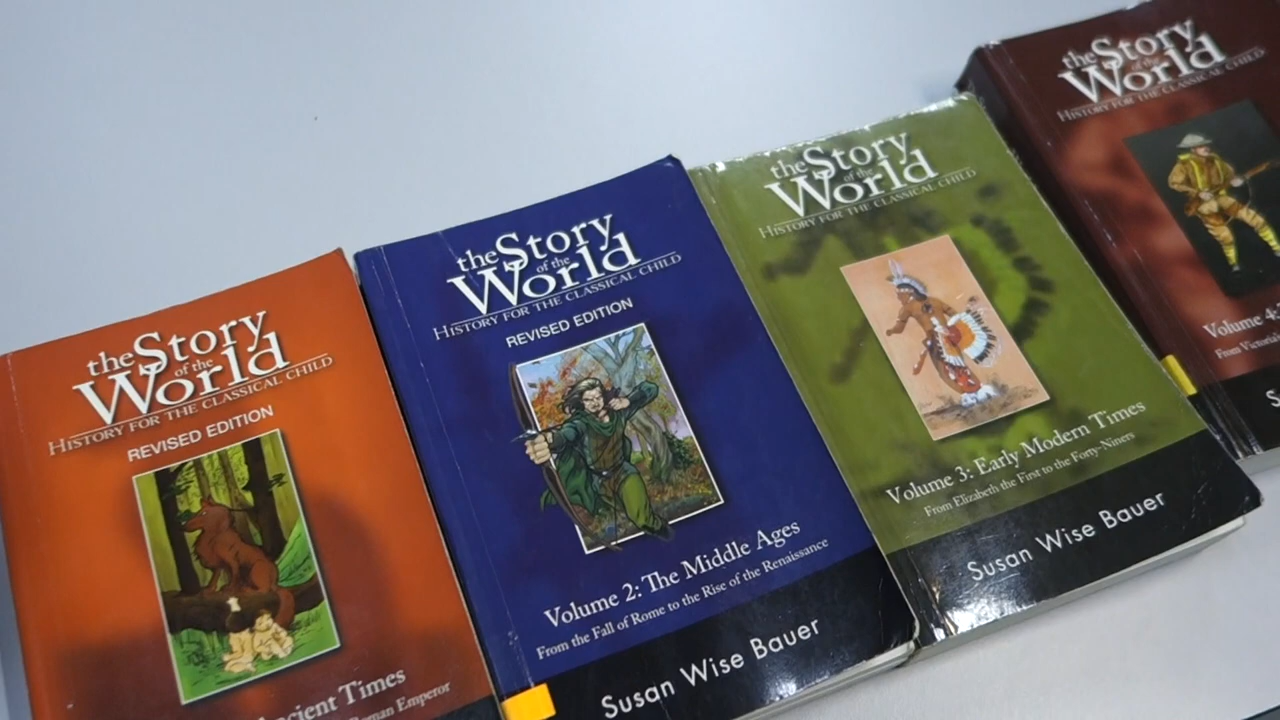 the Story
of the
World
HISTORY FOR THE CLASSICAL CHILD
REVISED EDITION
Ancient Times
Roman Emperor
the Story
of the
World
HISTORY FOR THE CLASSICAL CHILD
REVISED EDITION
Volume 2: The Middle Ages
From the Fall of Rome to the Rise of the Renaissance
Susan Wise Bauer
the Story
of the
World
HISTORY FOR THE CLASSICAL CHILD
Volume 3: Early Modern Times
From Elizabeth the First to the Forty-Niners
Susan Wise Bauer
the Story
of the
World
HISTORY FOR THE CLASSICAL CHILD
Volume 4:
From Victoria
S